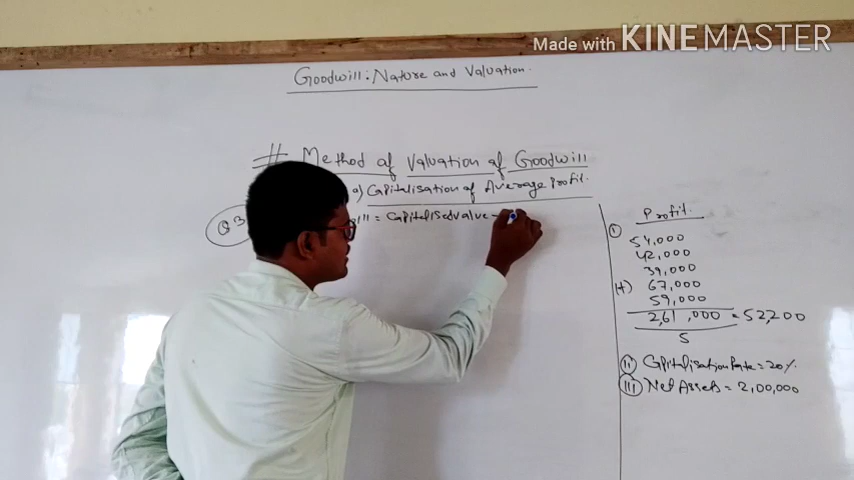 Made with KINEMASTER
Goodwill: Nature and Valuation.
# Method of Valuation of Goodwill
a) Capitalisation of Average Profit.
Q3
will = Capitalised value -
Profit
(i)
54,000
42,000
39,000
(+) 67,000
59,000
2,61,000 = 52,200
5
(ii) Capitalisation Rate = 20%
(iii) Net Assets = 2,00,000